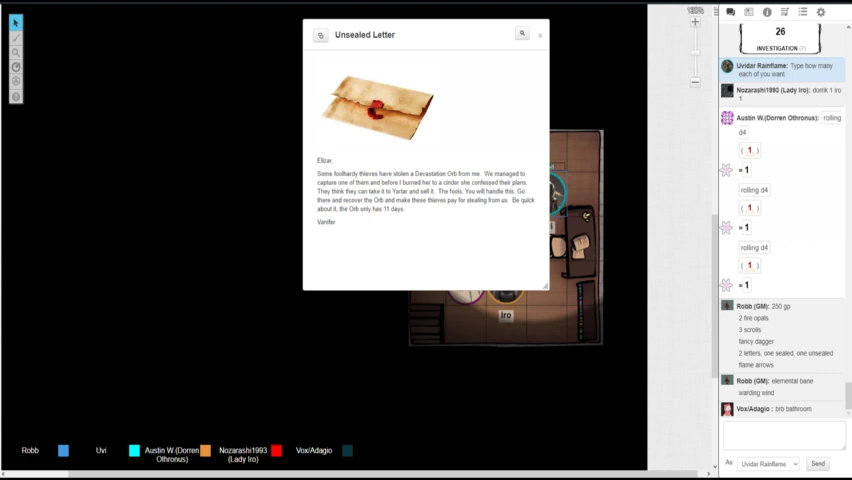 Unsealed Letter
Elizar,
Some foolhardy thieves have stolen a Devastation Orb from me. We managed to
capture one of them and before I burned her to a cinder she confessed their plans.
They think they can take it to Yartar and sell it. The fools. You will handle this. Go
there and recover the Orb and make these thieves pay for stealing from us. Be quick
about it, the Orb only has 11 days.
Vanifer
Iro
Robb
Uvi
Austin W.(Dorren
Othronus)
Nozarashi1993
(Lady Iro)
Vox/Adagio
26
INVESTIGATION (7)
Uvidar Rainflame: Type how many
each of you want
Nozarashi1993 (Lady Iro): dorrik 1 iro
1
Austin W.(Dorren Othronus): rolling
d4
( 1 )
= 1
rolling d4
( 1 )
= 1
rolling d4
( 1 )
= 1
Robb (GM): 250 gp
2 fire opals
3 scrolls
fancy dagger
2 letters, one sealed, one unsealed
flame arrows
Robb (GM): elemental bane
warding wind
Vox/Adagio : brb bathroom
As:
Uvidar Rainflame
Send